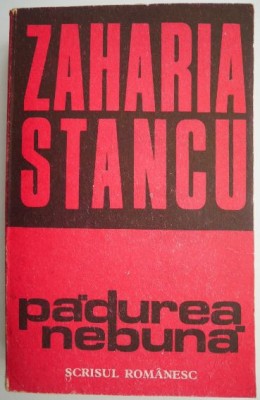 ZAHARIA
STANCU
pădurea
nebună
SCRISUL ROMÂNESC